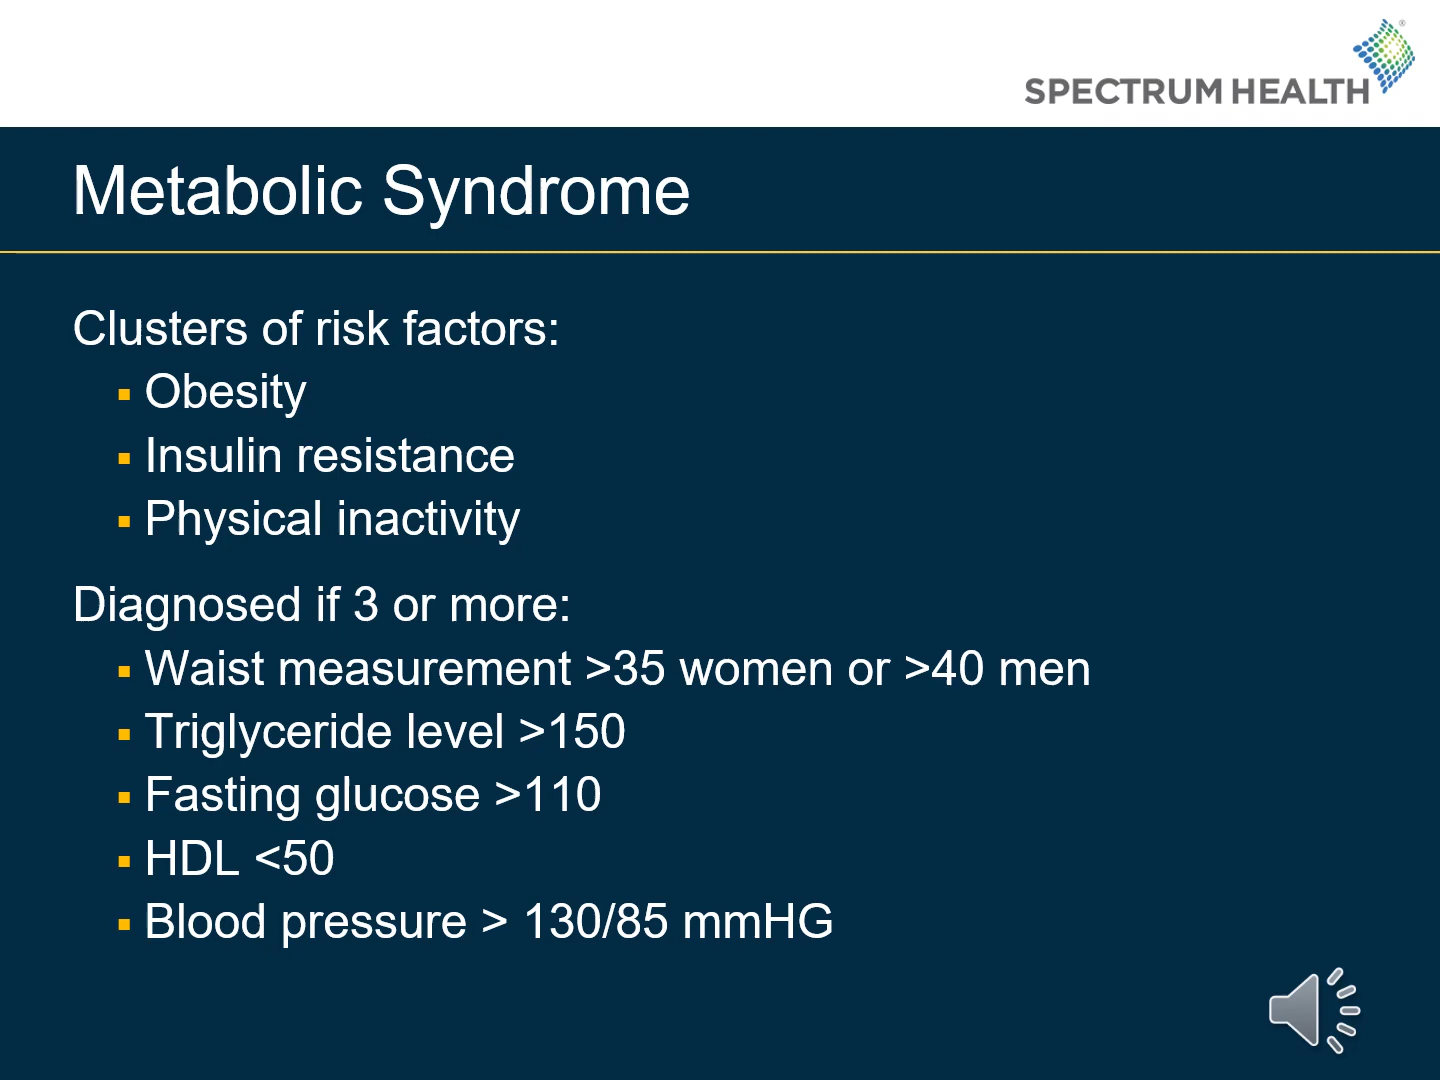 SPECTRUM HEALTH®
Metabolic Syndrome
Clusters of risk factors:
▪ Obesity
▪ Insulin resistance
▪ Physical inactivity
Diagnosed if 3 or more:
▪ Waist measurement >35 women or >40 men
▪ Triglyceride level >150
▪ Fasting glucose >110
▪ HDL <50
▪ Blood pressure > 130/85 mmHG